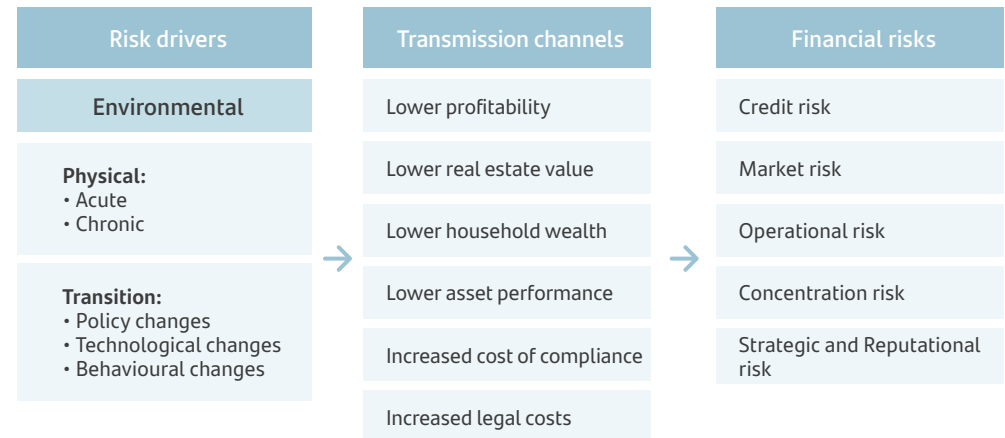 Risk drivers
Environmental
Physical:
• Acute
• Chronic
Transition:
• Policy changes
• Technological changes
• Behavioural changes
Transmission channels
Lower profitability
Lower real estate value
Lower household wealth
Lower asset performance
Increased cost of compliance
Increased legal costs
Financial risks
Credit risk
Market risk
Operational risk
Concentration risk
Strategic and Reputational
risk